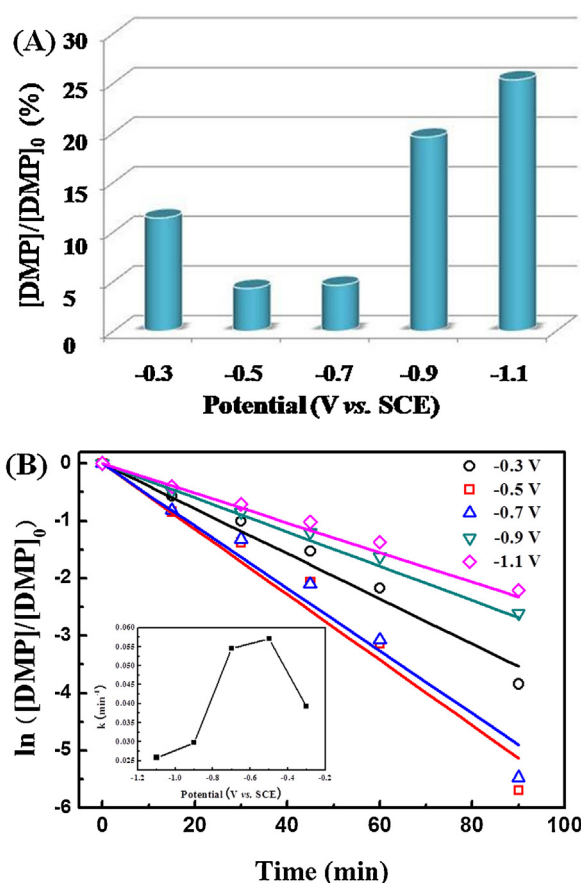 (A)
[DMP]/[DMP]₀ (%)
30
25
20
15
10
5
0
-0.3 -0.5 -0.7 -0.9 -1.1
Potential (V vs. SCE)
(B)
ln ([DMP]/[DMP]₀)
0
-1
-2
-3
-4
-5
-6
-0.3 V
-0.5 V
-0.7 V
-0.9 V
-1.1 V
k (min⁻¹)
0.060
0.055
0.050
0.045
0.040
0.035
0.030
0.025
-1.2 -1.0 -0.8 -0.6 -0.4 -0.2
Potential (V vs. SCE)
0 20 40 60 80 100
Time (min)